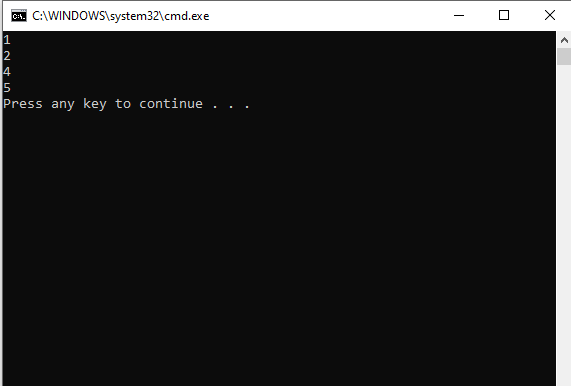 C:\WINDOWS\system32\cmd.exe
1
2
4
5
Press any key to continue . . .